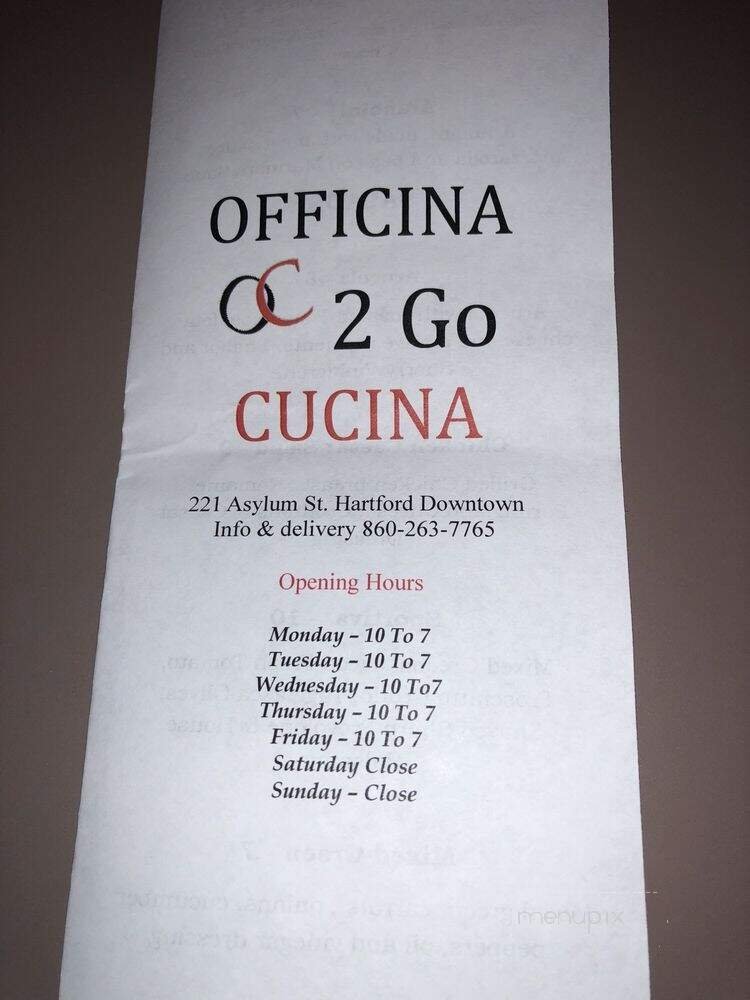 OFFICINA
OC 2 Go
CUCINA
221 Asylum St. Hartford Downtown
Info & delivery 860-263-7765
Opening Hours
Monday – 10 To 7
Tuesday – 10 To 7
Wednesday – 10 To7
Thursday – 10 To 7
Friday – 10 To 7
Saturday Close
Sunday – Close
menupix